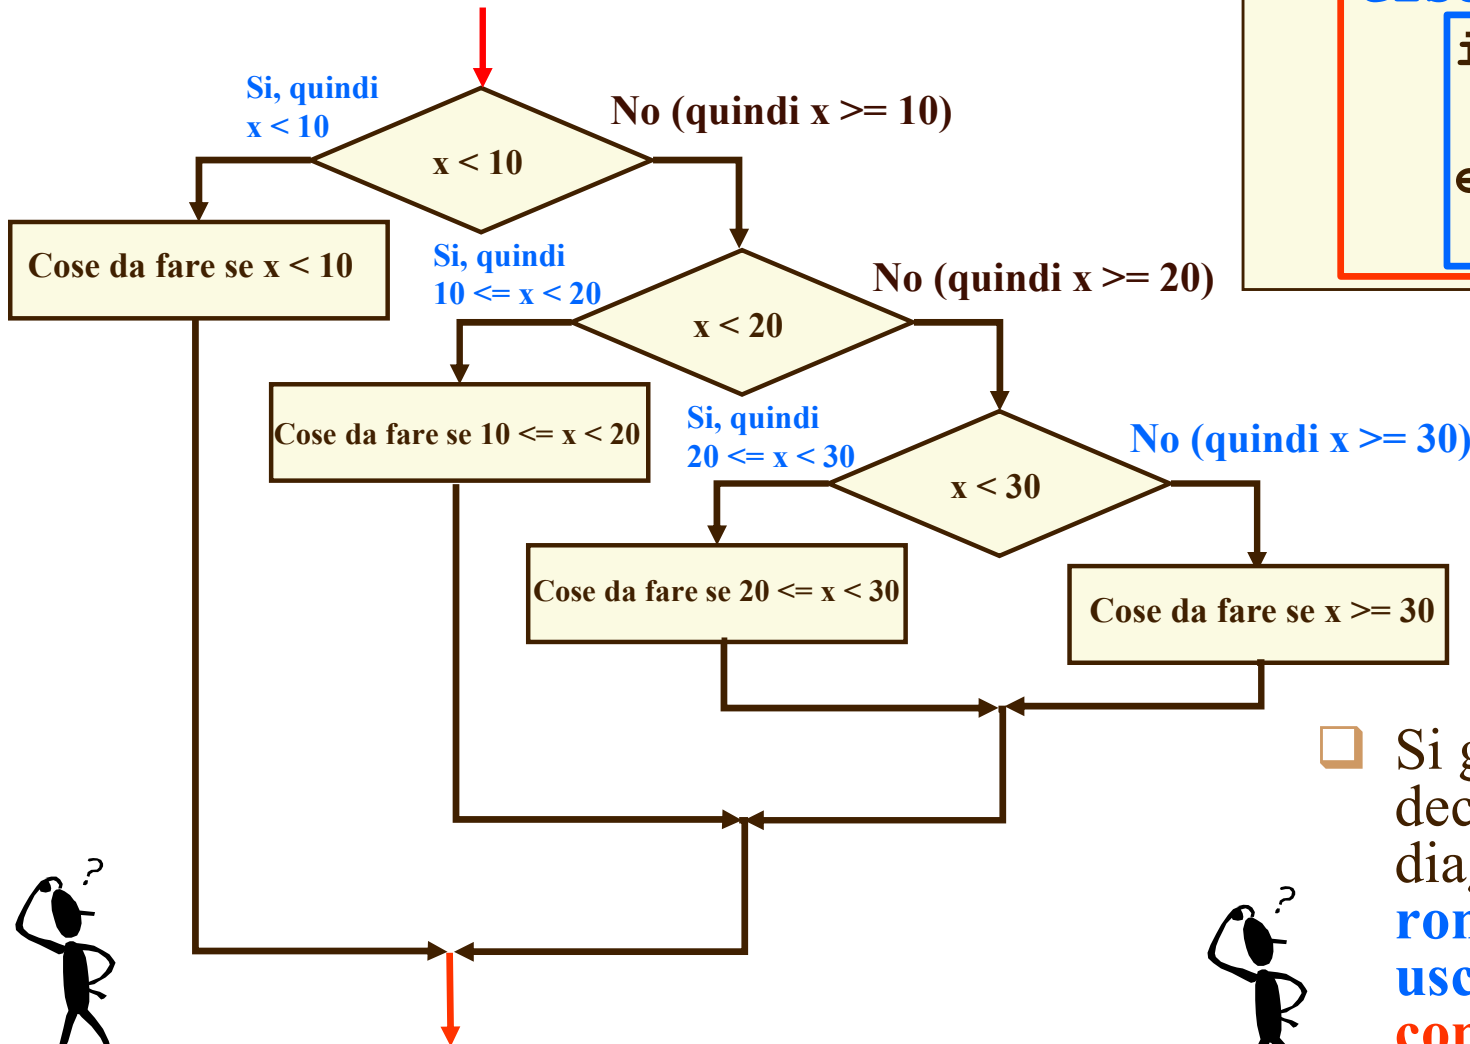 Si, quindi
x < 10
No (quindi x >= 10)
x < 10
Cose da fare se x < 10
Si, quindi
10 <= x < 20
No (quindi x >= 20)
x < 20
Cose da fare se 10 <= x < 20
Si, quindi
20 <= x < 30
No (quindi x >= 30)
x < 30
Cose da fare se 20 <= x < 30
Cose da fare se x >= 30
Si
?
?